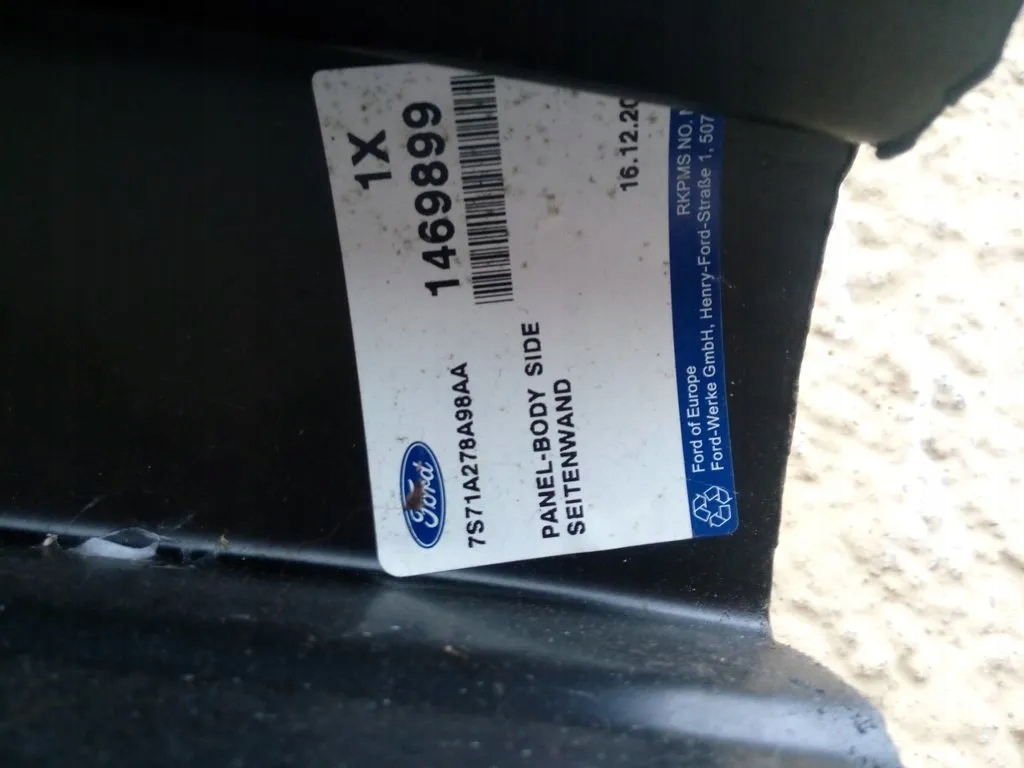 1X
1469899
Ford
7S71A278A98AA
PANEL-BODY SIDE
SEITENWAND
16.12.20
RKPMS NO.
Ford of Europe
Ford-Werke GmbH, Henry-Ford-Straße 1, 507